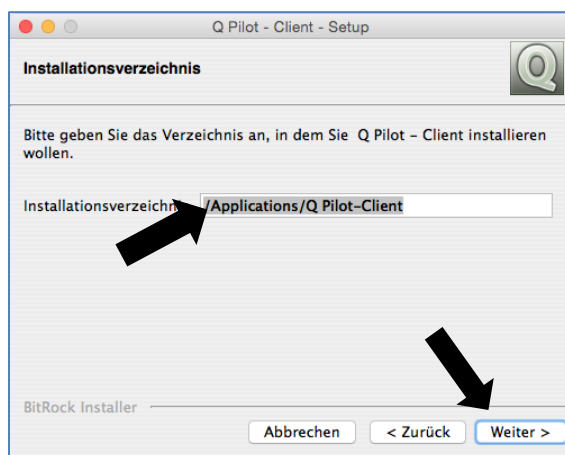 Q Pilot - Client - Setup
Installationsverzeichnis
Q
Bitte geben Sie das Verzeichnis an, in dem Sie Q Pilot – Client installieren
wollen.
Installationsverzeichn /Applications/Q Pilot-Client
BitRock Installer
Abbrechen < Zurück Weiter >